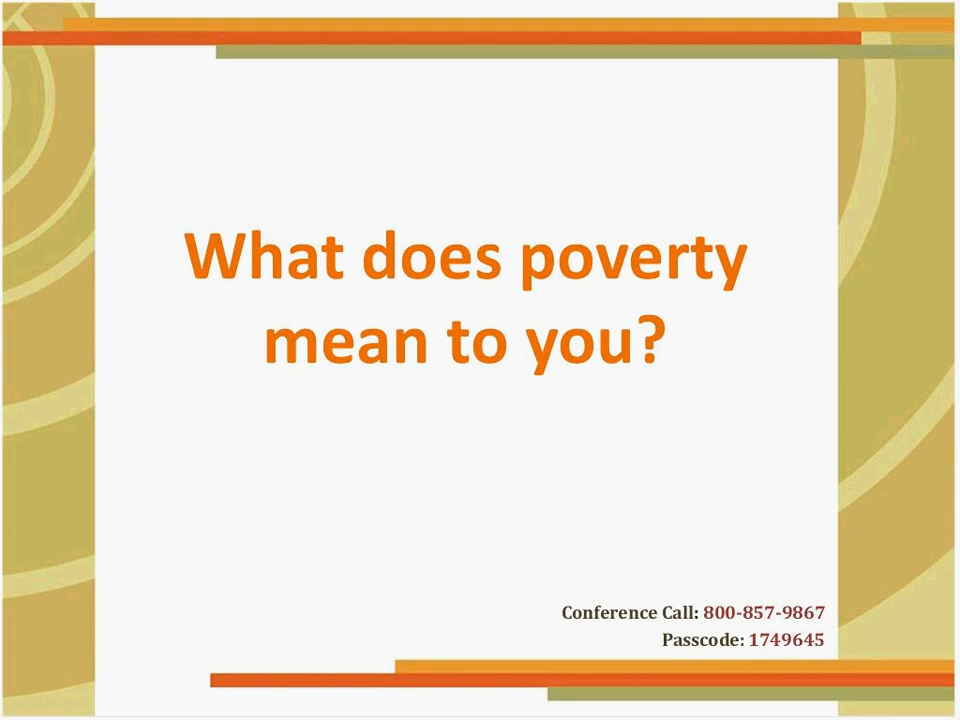 What does poverty
mean to you?
Conference Call: 800-857-9867
Passcode: 1749645